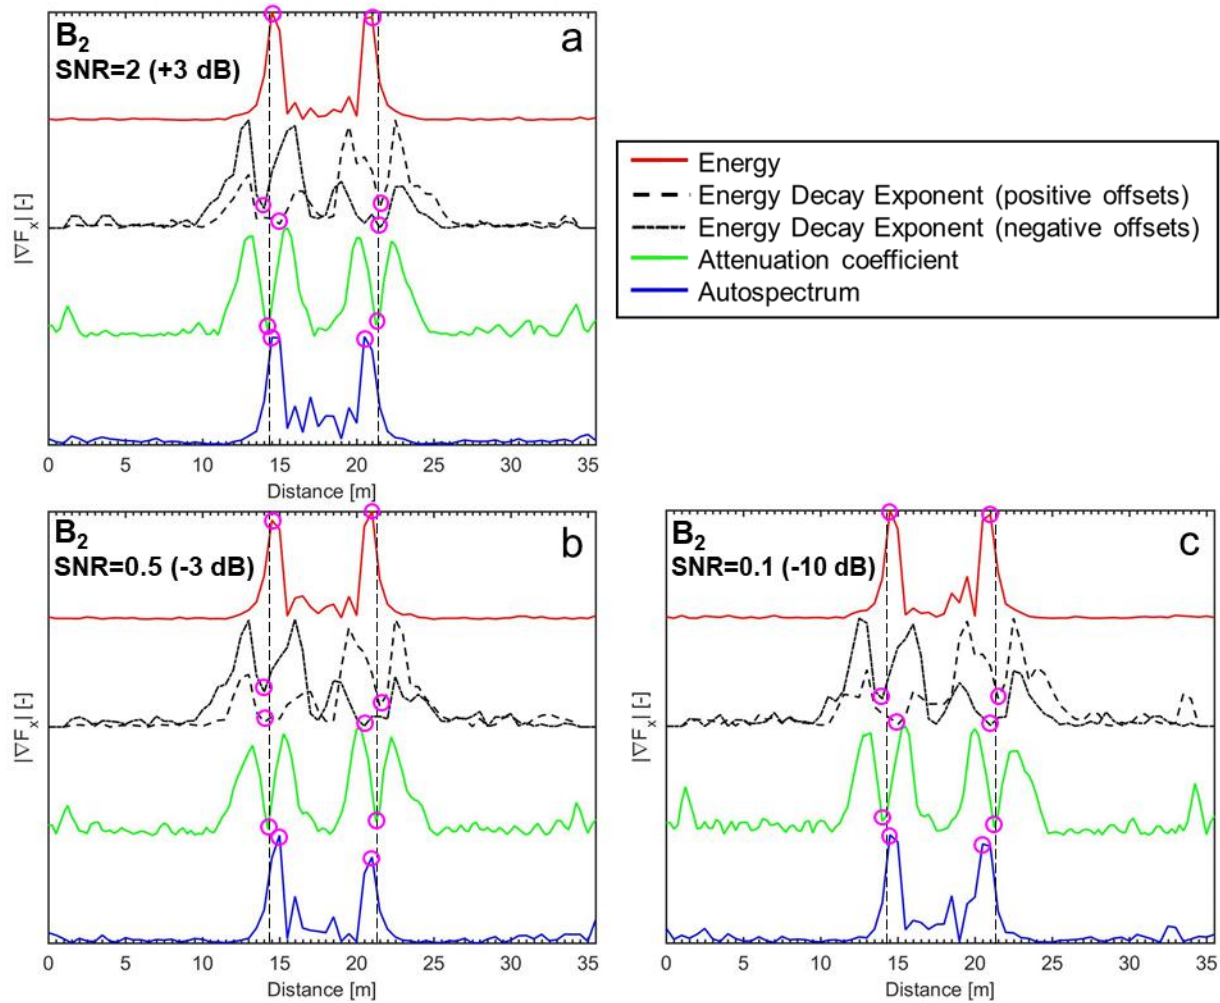 B2
SNR=2 (+3 dB)
a
|∇Fx| [-]
0 5 10 15 20 25 30 35
Distance [m]
Energy
Energy Decay Exponent (positive offsets)
Energy Decay Exponent (negative offsets)
Attenuation coefficient
Autospectrum
B2
SNR=0.5 (-3 dB)
b
|∇Fx| [-]
0 5 10 15 20 25 30 35
Distance [m]
B2
SNR=0.1 (-10 dB)
c
|∇Fx| [-]
0 5 10 15 20 25 30 35
Distance [m]